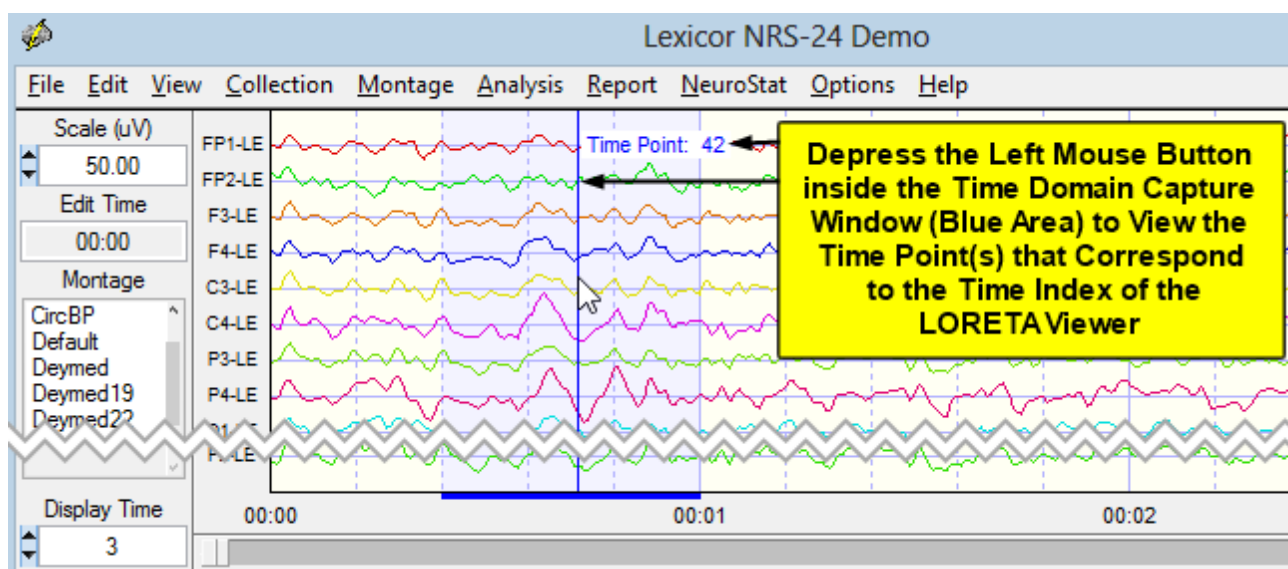 Lexicor NRS-24 Demo
File Edit View Collection Montage Analysis Report NeuroStat Options Help
Scale (uV)
50.00
Edit Time
00:00
Montage
CircBP
Default
Deymed
Deymed19
Deymed22
Display Time
3
FP1-LE
FP2-LE
F3-LE
F4-LE
C3-LE
C4-LE
P3-LE
P4-LE
Time Point: 42
Depress the Left Mouse Button
inside the Time Domain Capture
Window (Blue Area) to View the
Time Point(s) that Correspond
to the Time Index of the
LORETA Viewer
00:00 00:01 00:02